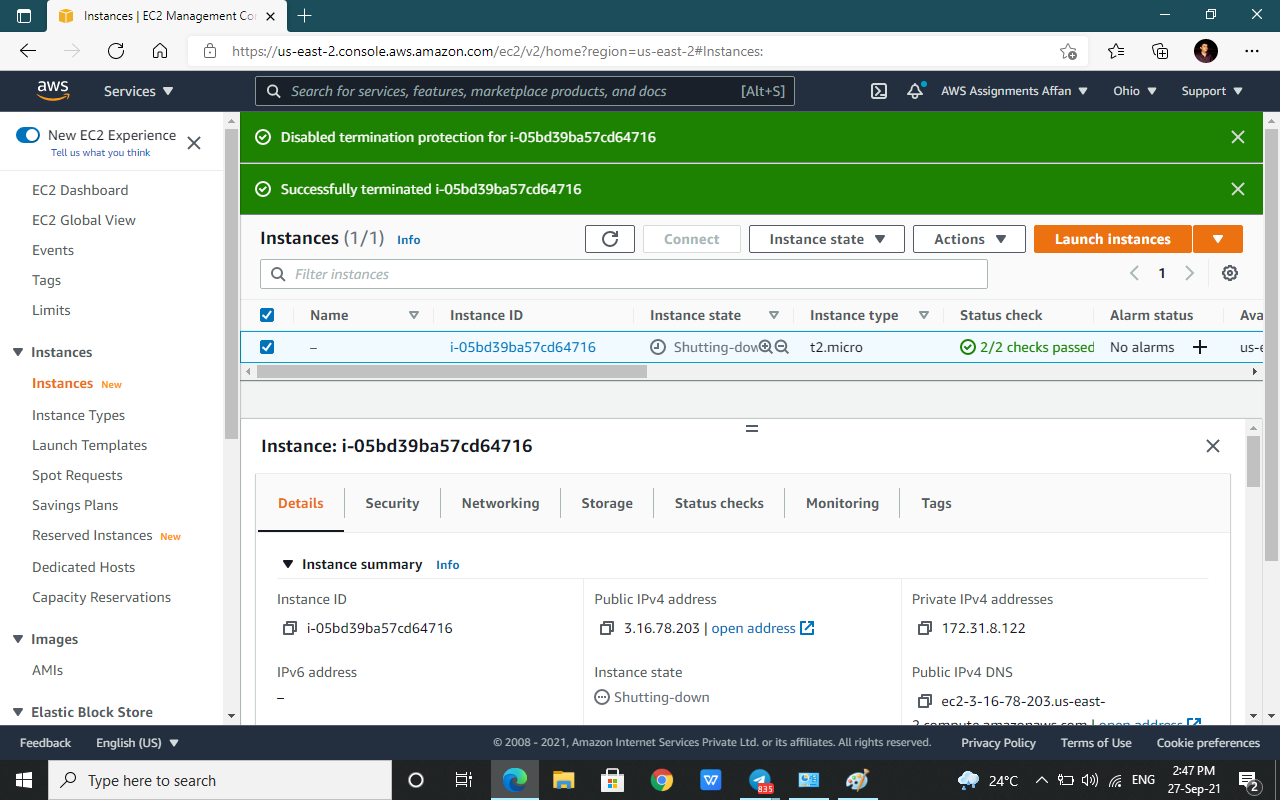 Instances | EC2 Management Co
https://us-east-2.console.aws.amazon.com/ec2/v2/home?region=us-east-2#Instances:
aws
Services
Search for services, features, marketplace products, and docs
[Alt+S]
AWS Assignments Affan
Ohio
Support
New EC2 Experience
Tell us what you think
EC2 Dashboard
EC2 Global View
Events
Tags
Limits
Instances
Instances New
Instance Types
Launch Templates
Spot Requests
Savings Plans
Reserved Instances New
Dedicated Hosts
Capacity Reservations
Images
AMIs
Elastic Block Store
Disabled termination protection for i-05bd39ba57cd64716
Successfully terminated i-05bd39ba57cd64716
Instances (1/1) Info
Connect
Instance state
Actions
Launch instances
Filter instances
1
Name
Instance ID
Instance state
Instance type
Status check
Alarm status
Ava
–
i-05bd39ba57cd64716
Shutting-dow
t2.micro
2/2 checks passed
No alarms
us-e
Instance: i-05bd39ba57cd64716
Details
Security
Networking
Storage
Status checks
Monitoring
Tags
Instance summary Info
Instance ID
i-05bd39ba57cd64716
Public IPv4 address
3.16.78.203 | open address
Private IPv4 addresses
172.31.8.122
IPv6 address
–
Instance state
Shutting-down
Public IPv4 DNS
ec2-3-16-78-203.us-east-
2.compute.amazonaws.com | open address
Feedback
English (US)
© 2008 - 2021, Amazon Internet Services Private Ltd. or its affiliates. All rights reserved.
Privacy Policy
Terms of Use
Cookie preferences
Type here to search
835
24°C
ENG
2:47 PM
27-Sep-21
2